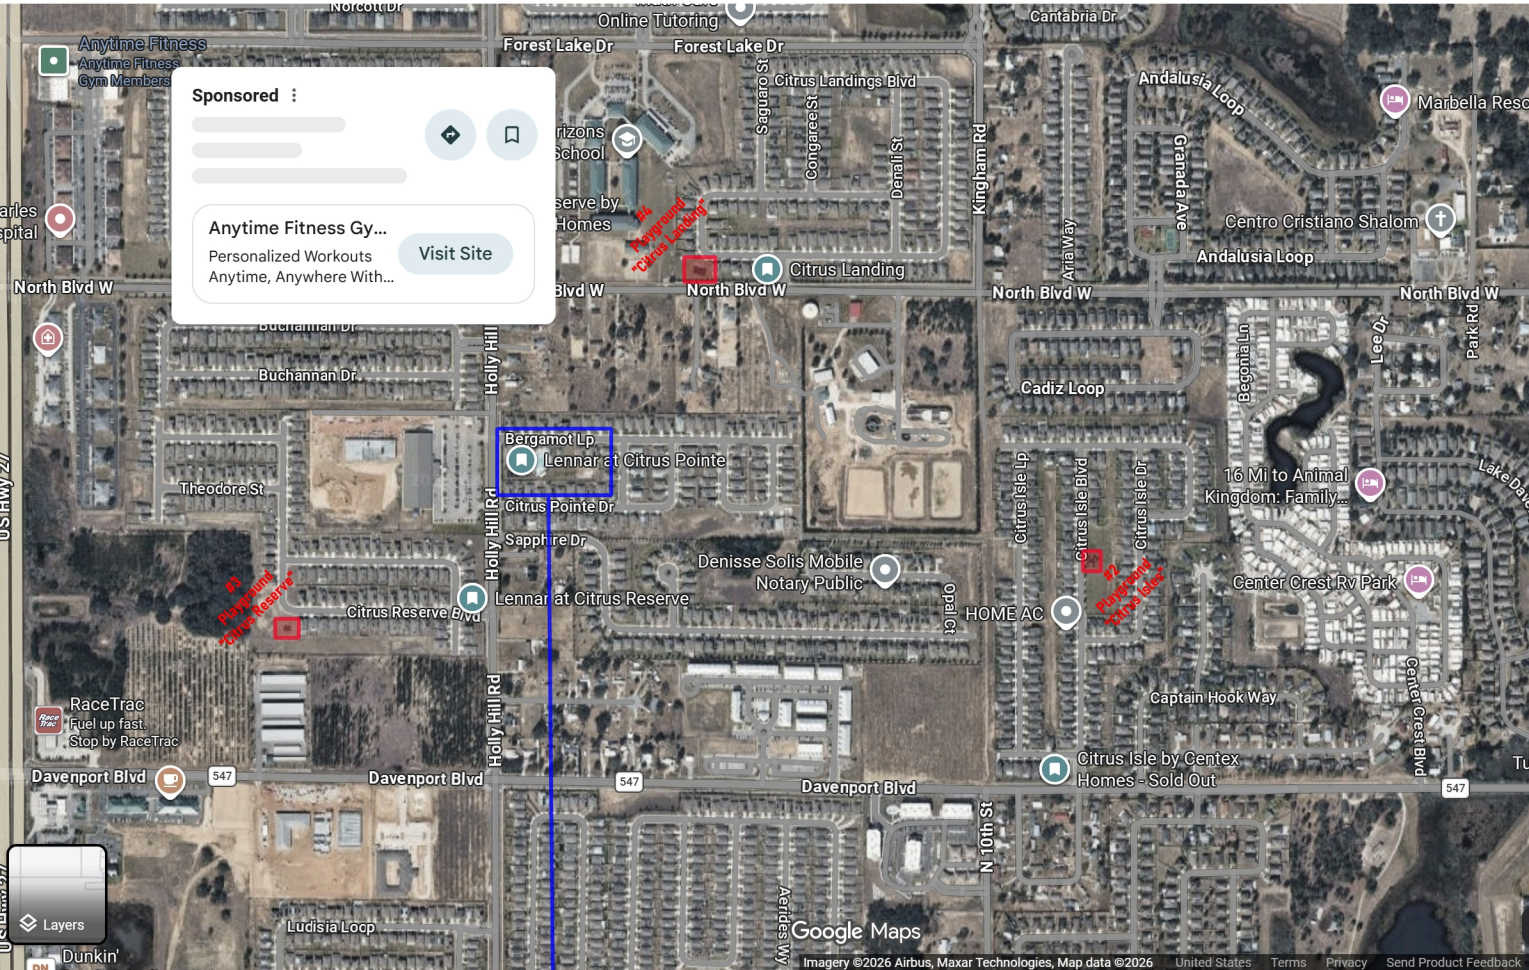 Norcott Dr
Online Tutoring
Cantabria Dr
Anytime Fitness
Anytime Fitness
Gym Members
Forest Lake Dr
Forest Lake Dr
Sponsored
Citrus Landings Blvd
Saguaro St
Congaree St
Denali St
Kingham Rd
Andalusia Loop
Marbella Reso
Granada Ave
rizons
School
arles
spital
serve by
Homes
#4
Playground
"Citrus Landing"
Aria Way
Centro Cristiano Shalom
Andalusia Loop
Anytime Fitness Gy...
Personalized Workouts
Anytime, Anywhere With...
Visit Site
Citrus Landing
North Blvd W
Blvd W
North Blvd W
North Blvd W
North Blvd W
Buchannan Dr
Buchannan Dr
Holly Hill
Begonia Ln
Lee Dr
Park Rd
Cadiz Loop
Bergamot Lp
Lennar at Citrus Pointe
Citrus Pointe Dr
Theodore St
US Hwy 27
Holly Hill Rd
Sapphire Dr
Citrus Isle Lp
Citrus Isle Blvd
Citrus Isle Dr
16 Mi to Animal
Kingdom: Family...
Lake Dave
Denisse Solis Mobile
Notary Public
#3
Playground
"Citrus Reserve"
Lennar at Citrus Reserve
Citrus Reserve Blvd
Opal Ct
HOME AC
#2
Playground
"Citrus Isles"
Center Crest Rv Park
Holly Hill Rd
Captain Hook Way
Center Crest Blvd
RaceTrac
RaceTrac
Fuel up fast.
Stop by RaceTrac
Citrus Isle by Centex
Homes - Sold Out
Tu
Davenport Blvd
547
Davenport Blvd
547
Davenport Blvd
547
N 10th St
Aerides Wy
Layers
Ludisia Loop
Dunkin'
DN
Google Maps
Imagery ©2026 Airbus, Maxar Technologies, Map data ©2026
United States
Terms
Privacy
Send Product Feedback